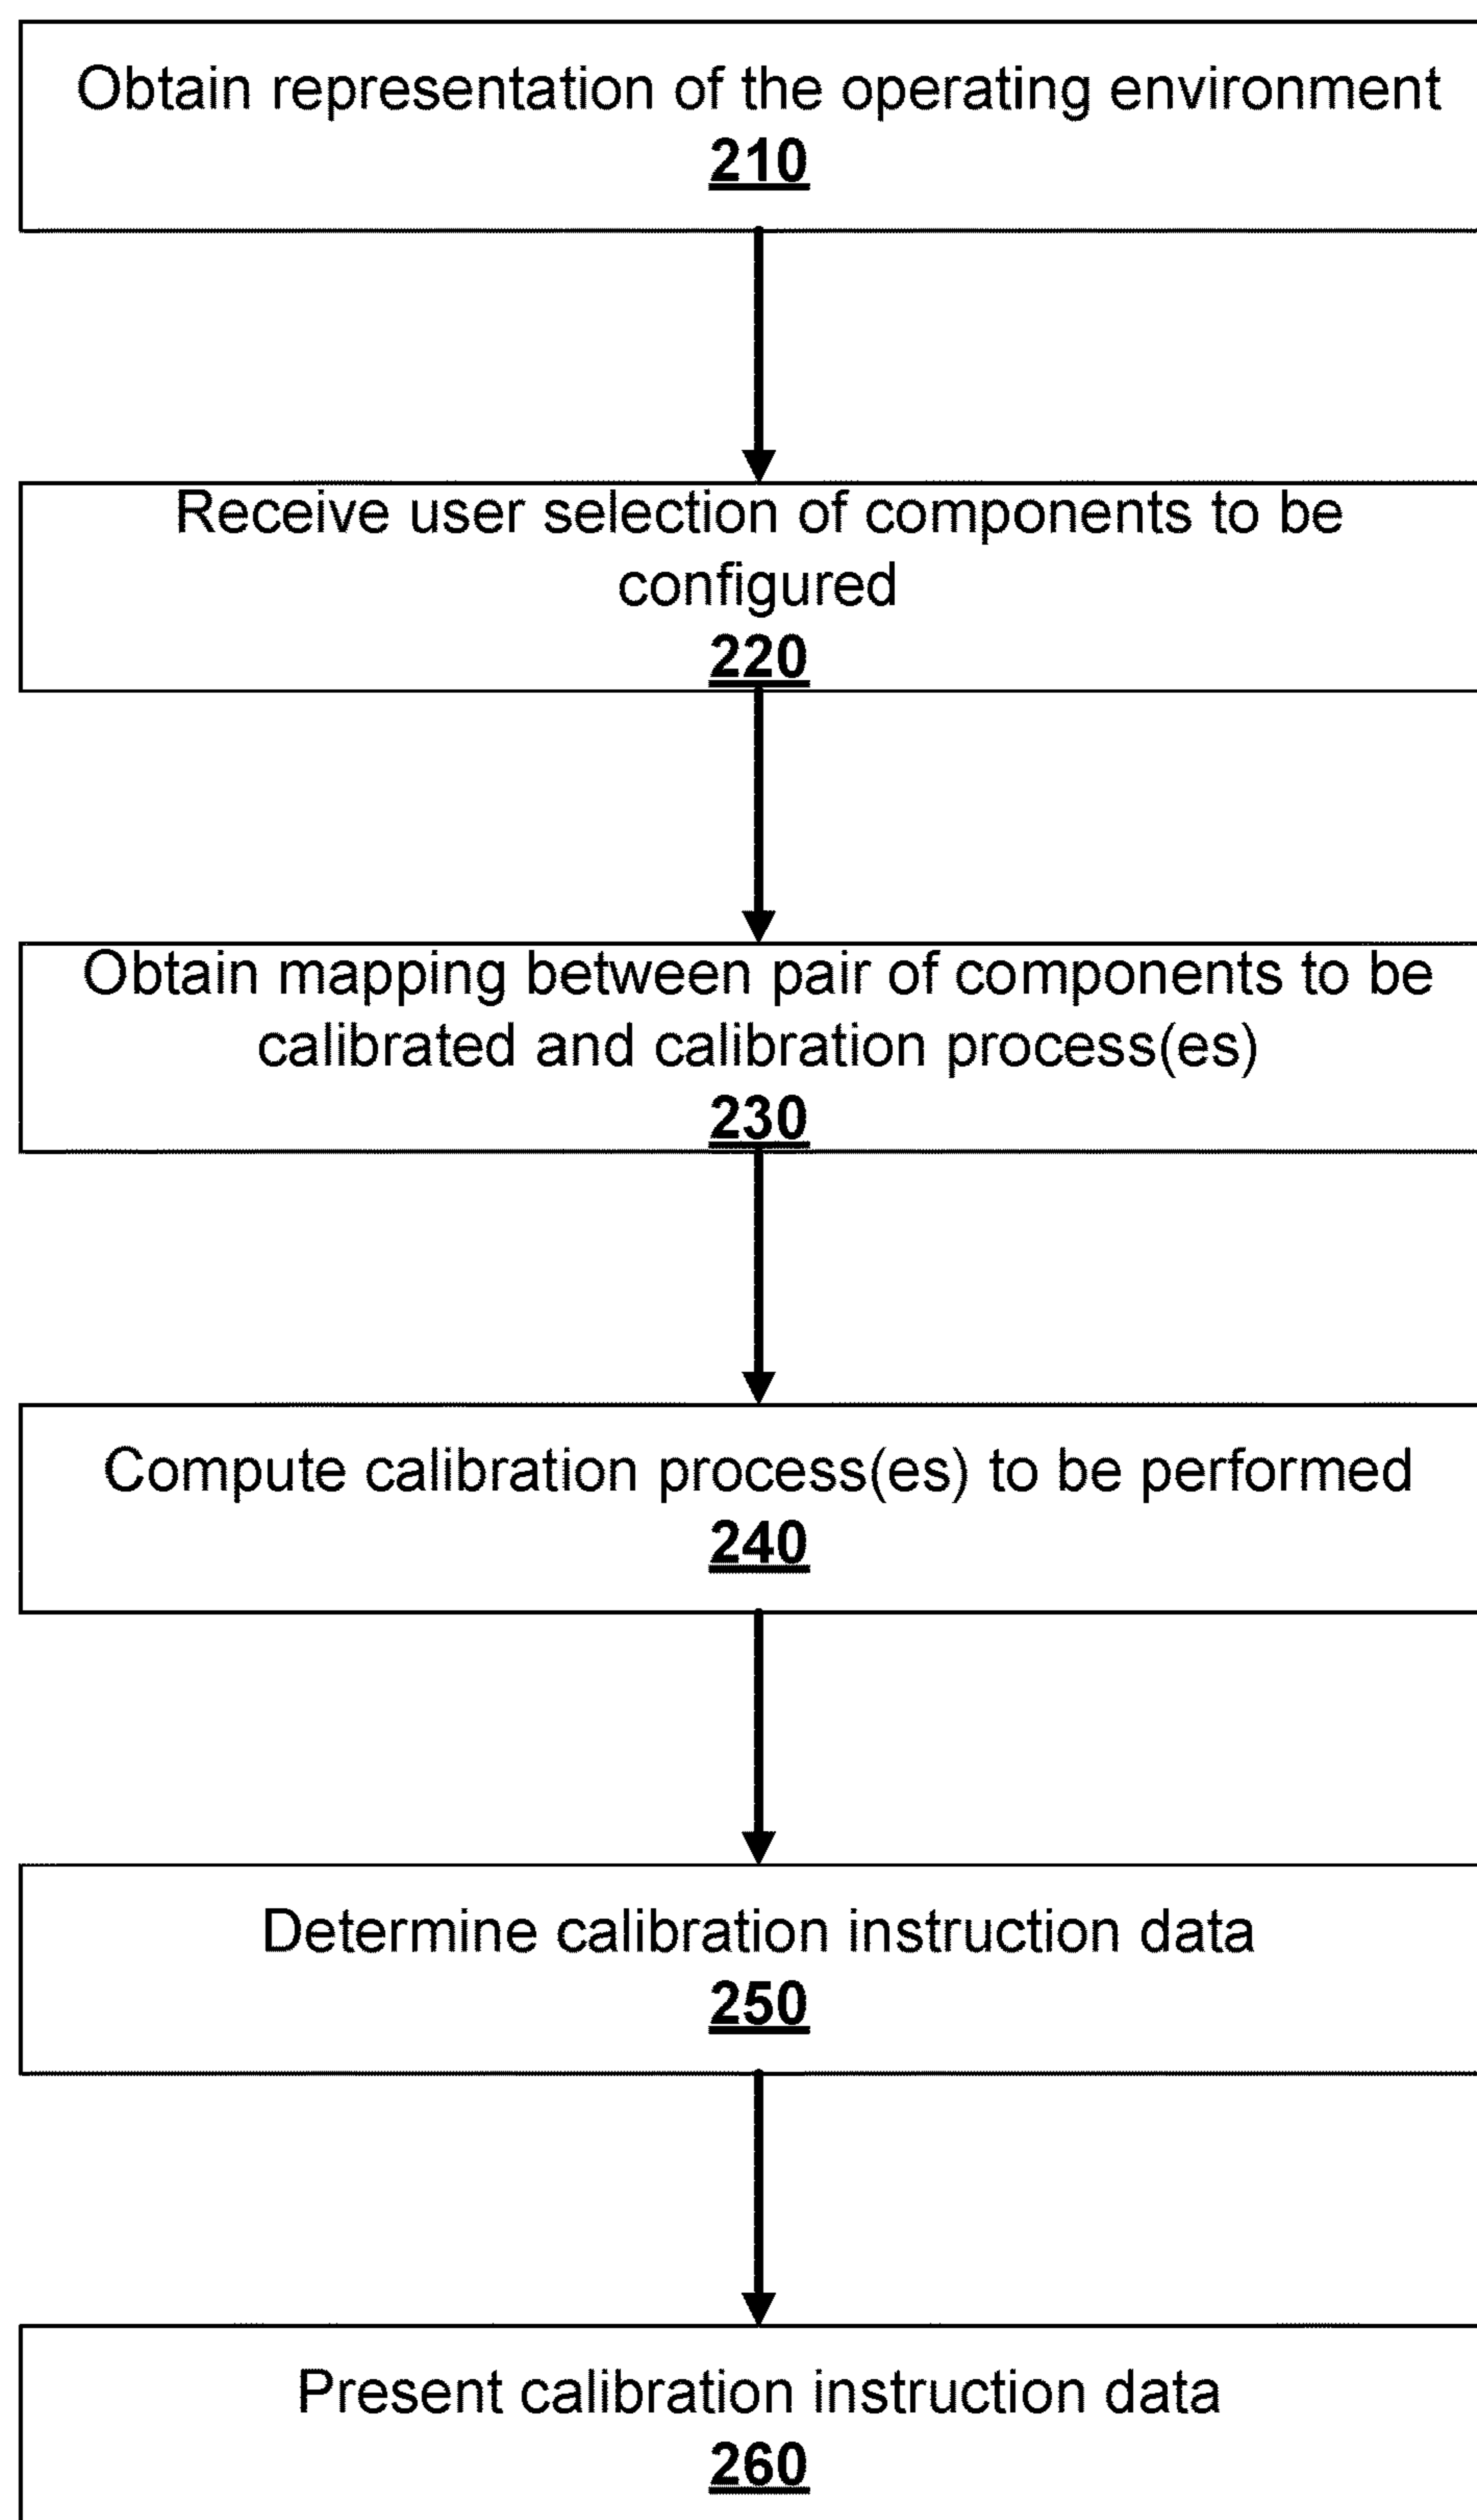 Obtain representation of the operating environment
210
Receive user selection of components to be
configured
220
Obtain mapping between pair of components to be
calibrated and calibration process(es)
230
Compute calibration process(es) to be performed
240
Determine calibration instruction data
250
Present calibration instruction data
260